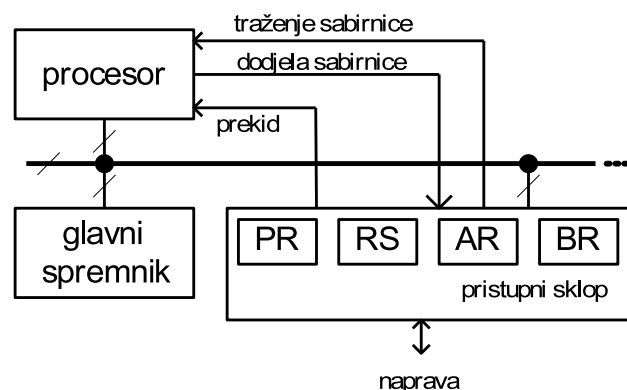 traženje sabirnice
procesor
dodjela sabirnice
prekid
glavni
spremnik
PR
RS
AR
BR
pristupni sklop
naprava